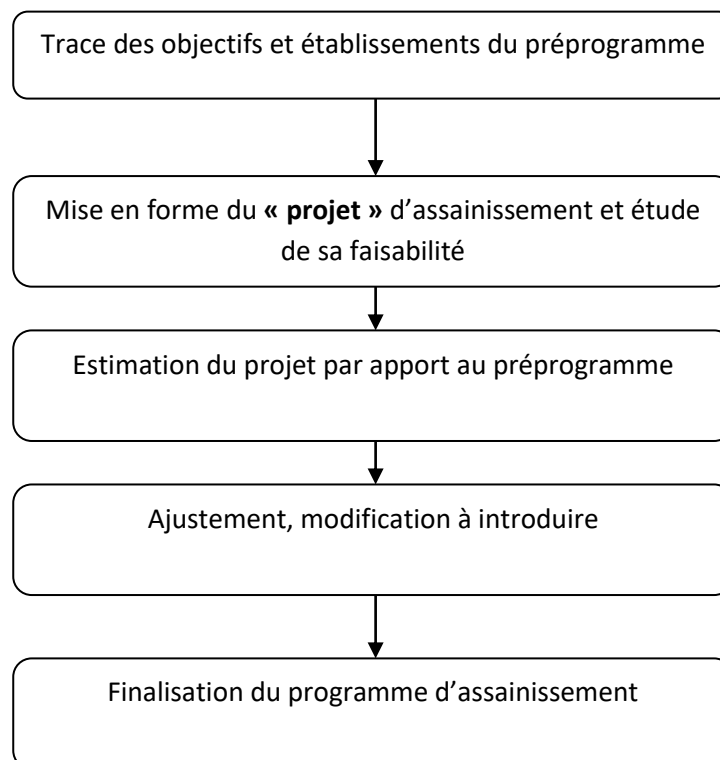 Trace des objectifs et établissements du préprogramme
Mise en forme du « projet » d’assainissement et étude
de sa faisabilité
Estimation du projet par apport au préprogramme
Ajustement, modification à introduire
Finalisation du programme d’assainissement